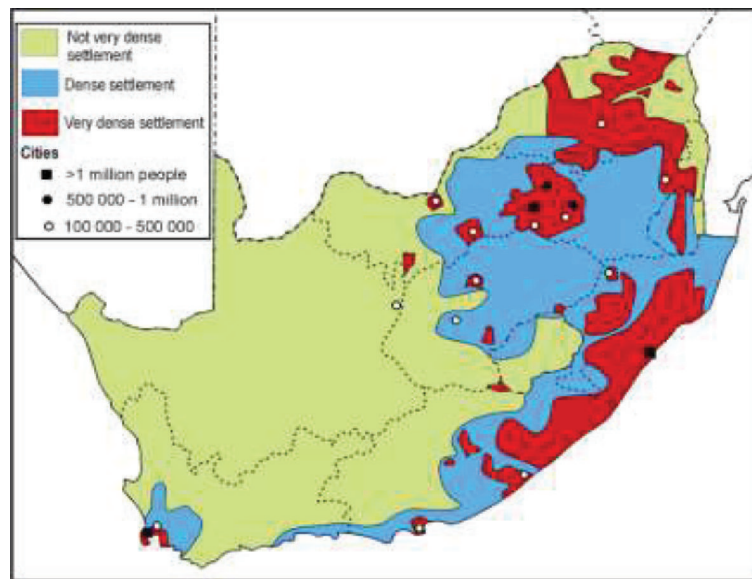 Not very dense
settlement
Dense settlement
Very dense settlement
Cities
>1 million people
500 000 - 1 million
100 000 - 500 000